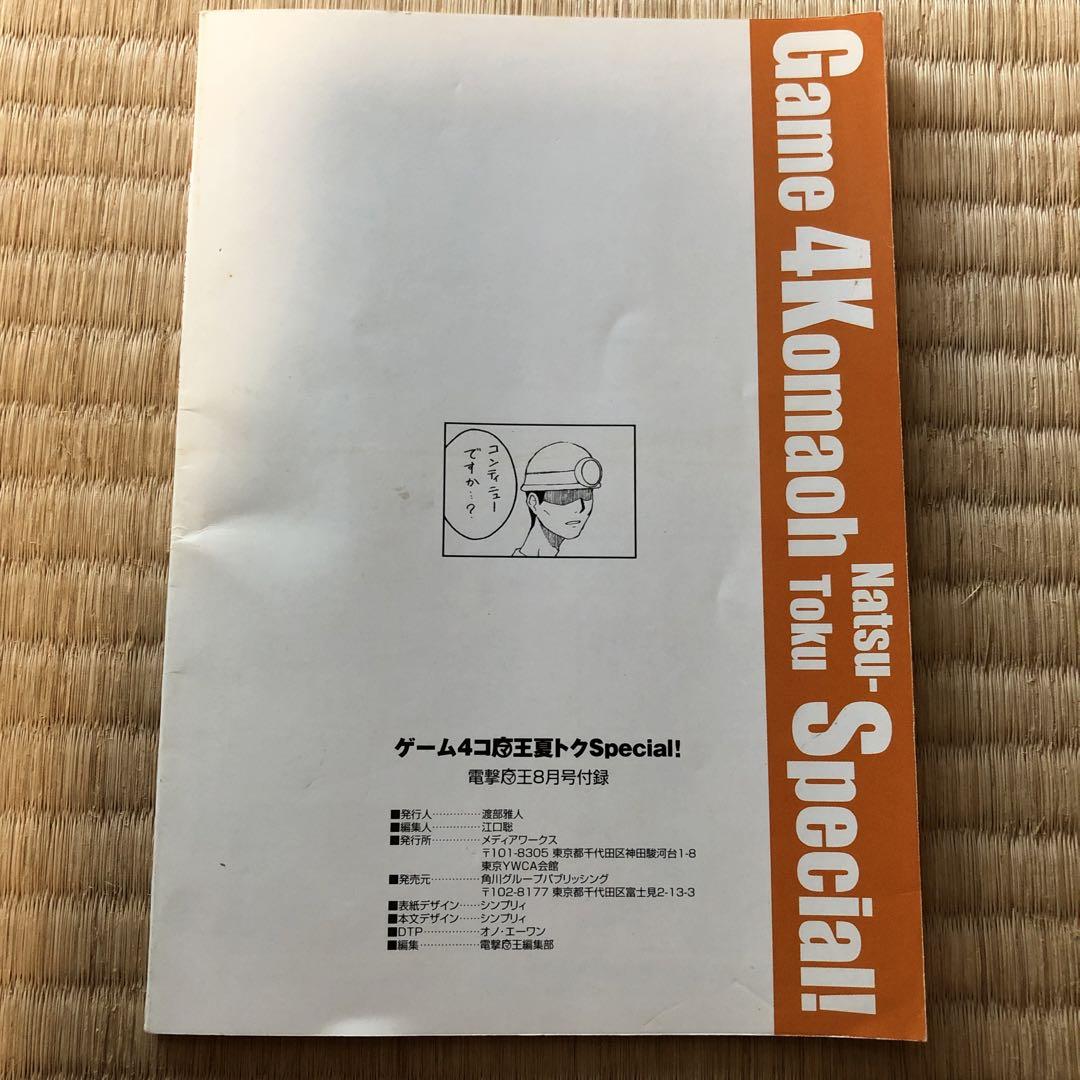 Game 4Komaoh Natsu-Toku Special!
コンティニュー
ですか…?
ゲーム4コマ王夏トクSpecial!
電撃マ王8月号付録
■発行人…………渡部雅人
■編集人…………江口聡
■発行所…………メディアワークス
〒101-8305 東京都千代田区神田駿河台1-8
東京YWCA会館
■発売元…………角川グループパブリッシング
〒102-8177 東京都千代田区富士見2-13-3
■表紙デザイン……シンプリィ
■本文デザイン……シンプリィ
■DTP……………オノ・エーワン
■編集……………電撃マ王編集部